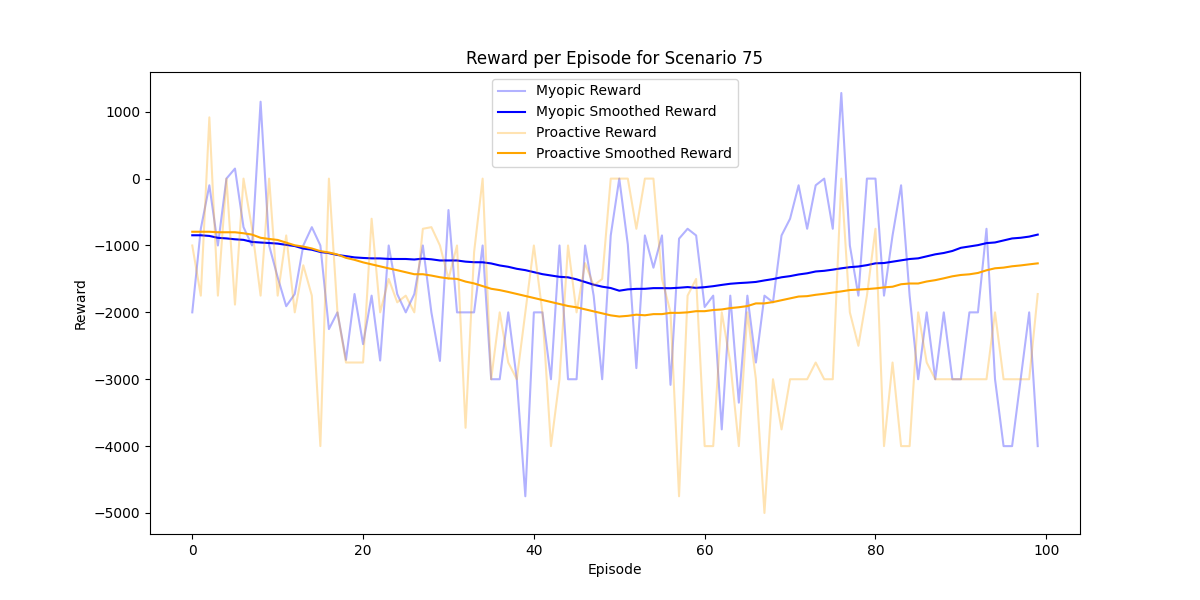 Reward per Episode for Scenario 75
Myopic Reward
Myopic Smoothed Reward
Proactive Reward
Proactive Smoothed Reward
1000
0
−1000
−2000
−3000
−4000
−5000
Reward
0 20 40 60 80 100
Episode